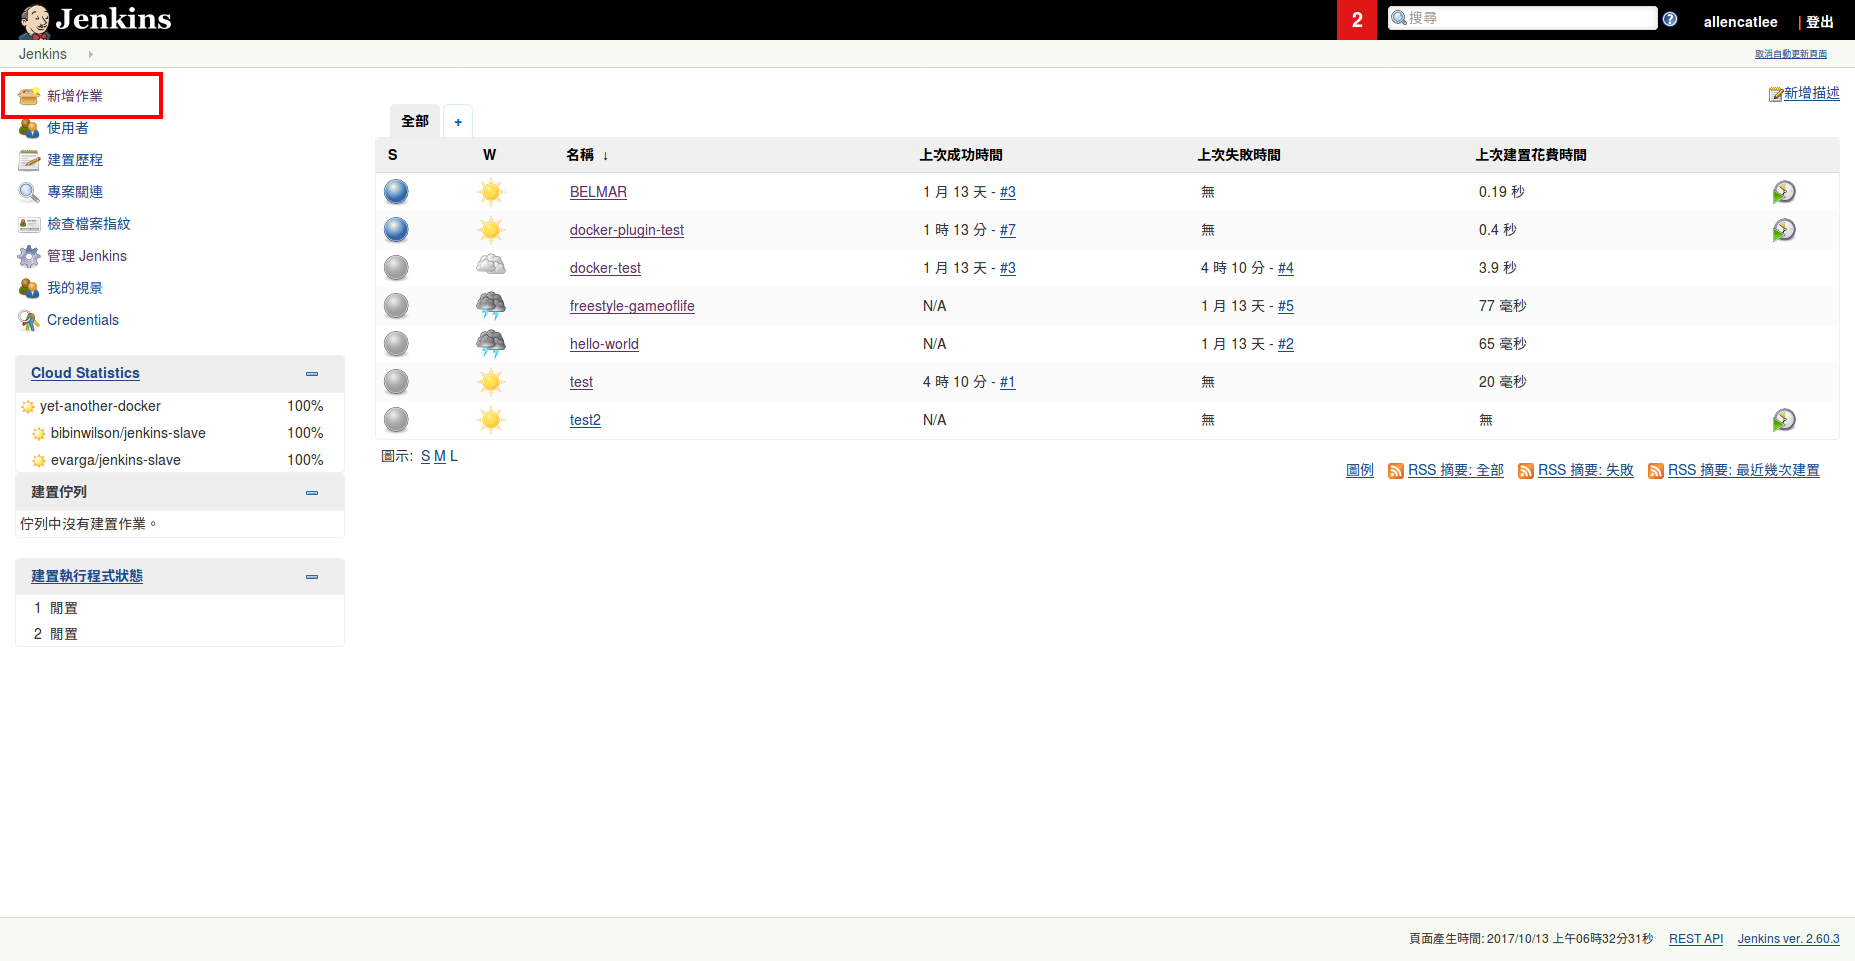 Jenkins
2 搜尋 allencatlee | 登出
Jenkins
取消自動更新頁面
新增作業
使用者
建置歷程
專案關連
檢查檔案指紋
管理 Jenkins
我的視景
Credentials
Cloud Statistics
yet-another-docker 100%
bibinwilson/jenkins-slave 100%
evarga/jenkins-slave 100%
建置佇列
佇列中沒有建置作業。
建置執行程式狀態
1 閒置
2 閒置
新增描述
全部 +
S W 名稱 ↓ 上次成功時間 上次失敗時間 上次建置花費時間
BELMAR 1 月 13 天 - #3 無 0.19 秒
docker-plugin-test 1 時 13 分 - #7 無 0.4 秒
docker-test 1 月 13 天 - #3 4 時 10 分 - #4 3.9 秒
freestyle-gameoflife N/A 1 月 13 天 - #5 77 毫秒
hello-world N/A 1 月 13 天 - #2 65 毫秒
test 4 時 10 分 - #1 無 20 毫秒
test2 N/A 無 無
圖示: S M L
圖例 RSS 摘要: 全部 RSS 摘要: 失敗 RSS 摘要: 最近幾次建置
頁面產生時間: 2017/10/13 上午06時32分31秒 REST API Jenkins ver. 2.60.3